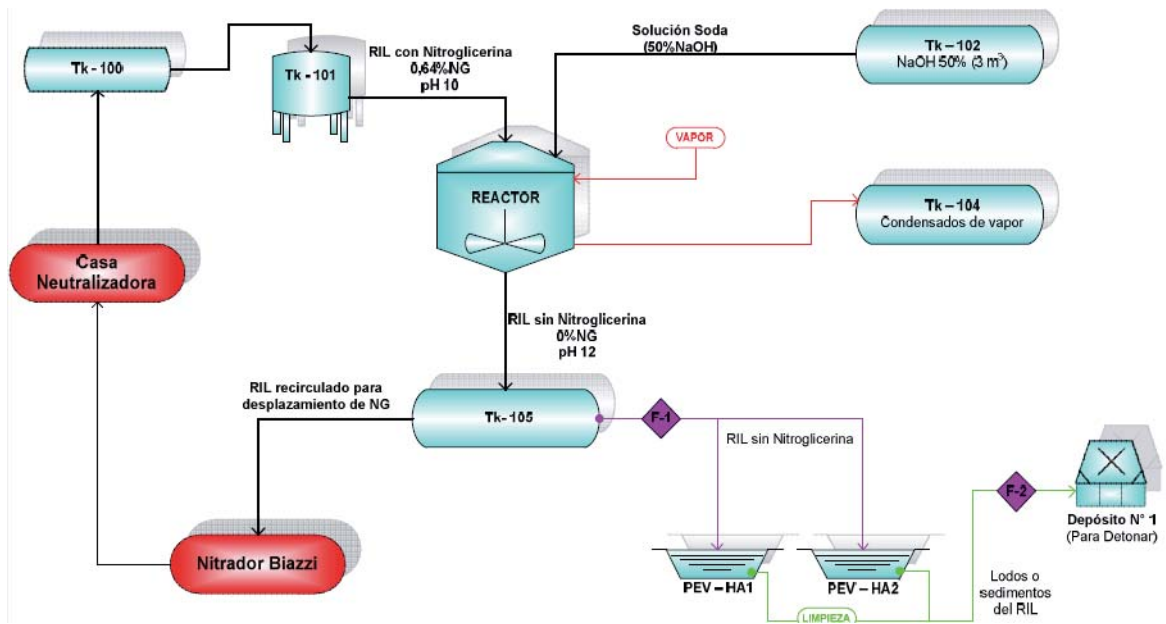 Tk - 100
Tk - 101
RIL con Nitroglicerina
0,64%NG
pH 10
Solución Soda
(50%NaOH)
Tk – 102
NaOH 50% (3 m³)
VAPOR
REACTOR
Tk – 104
Condensados de vapor
Casa
Neutralizadora
RIL sin Nitroglicerina
0%NG
pH 12
RIL recirculado para
desplazamiento de NG
Tk- 105
F-1
RIL sin Nitroglicerina
F-2
Depósito N° 1
(Para Detonar)
Nitrador Biazzi
PEV – HA1
PEV – HA2
LIMPIEZA
Lodos o
sedimentos
del RIL